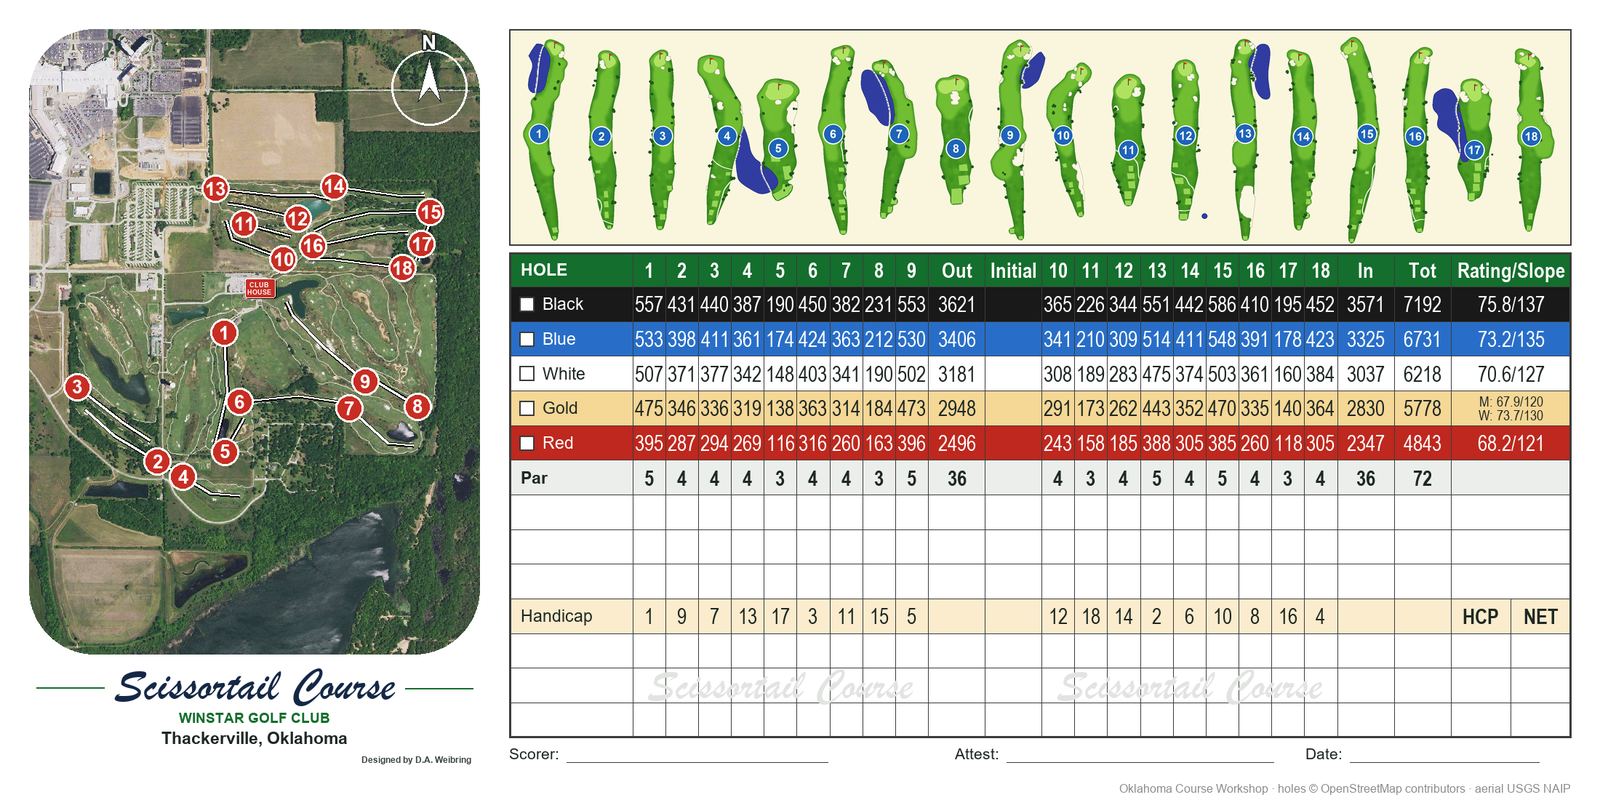 N
13
14
15
11
12
16
17
10
18
CLUB
HOUSE
1
3
9
6
7
8
5
2
4
Scissortail Course
WINSTAR GOLF CLUB
Thackerville, Oklahoma
Designed by D.A. Weibring
1 2 3 4 5 6 7 8 9 10 11 12 13 14 15 16 17 18
HOLE 1 2 3 4 5 6 7 8 9 Out Initial 10 11 12 13 14 15 16 17 18 In Tot Rating/Slope
Black 557 431 440 387 190 450 382 231 553 3621 365 226 344 551 442 586 410 195 452 3571 7192 75.8/137
Blue 533 398 411 361 174 424 363 212 530 3406 341 210 309 514 411 548 391 178 423 3325 6731 73.2/135
White 507 371 377 342 148 403 341 190 502 3181 308 189 283 475 374 503 361 160 384 3037 6218 70.6/127
Gold 475 346 336 319 138 363 314 184 473 2948 291 173 262 443 352 470 335 140 364 2830 5778 M: 67.9/120
W: 73.7/130
Red 395 287 294 269 116 316 260 163 396 2496 243 158 185 388 305 385 260 118 305 2347 4843 68.2/121
Par 5 4 4 4 3 4 4 3 5 36 4 3 4 5 4 5 4 3 4 36 72
Handicap 1 9 7 13 17 3 11 15 5 12 18 14 2 6 10 8 16 4 HCP NET
Scissortail Course Scissortail Course
Scorer: Attest: Date:
Oklahoma Course Workshop · holes © OpenStreetMap contributors · aerial USGS NAIP